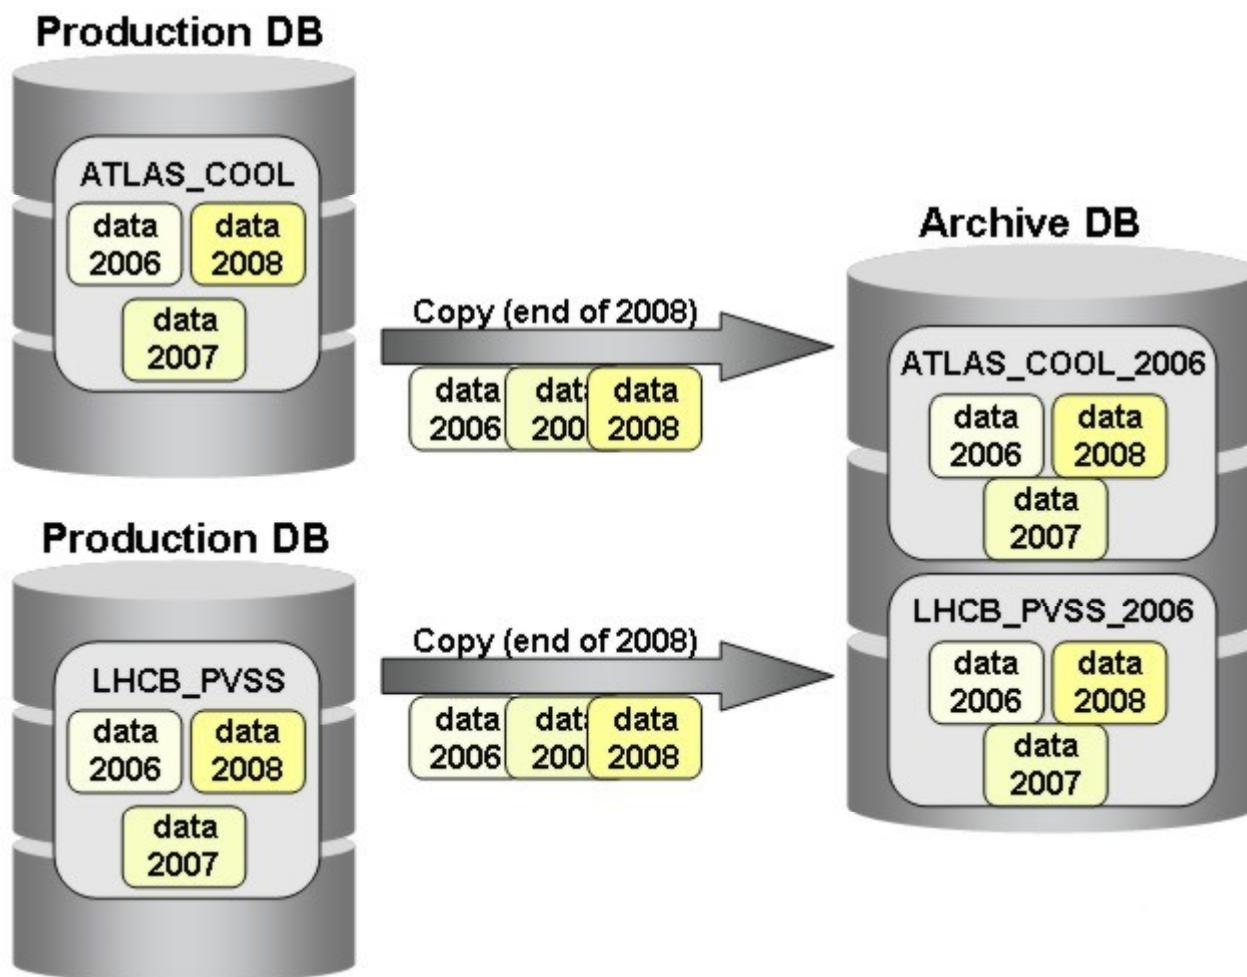 Production DB
ATLAS_COOL
data
2006
data
2008
data
2007
Copy (end of 2008)
data
2006
data
2008
Production DB
LHCB_PVSS
data
2006
data
2008
data
2007
Copy (end of 2008)
data
2006
data
2008
Archive DB
ATLAS_COOL_2006
data
2006
data
2008
data
2007
LHCB_PVSS_2006
data
2006
data
2008
data
2007